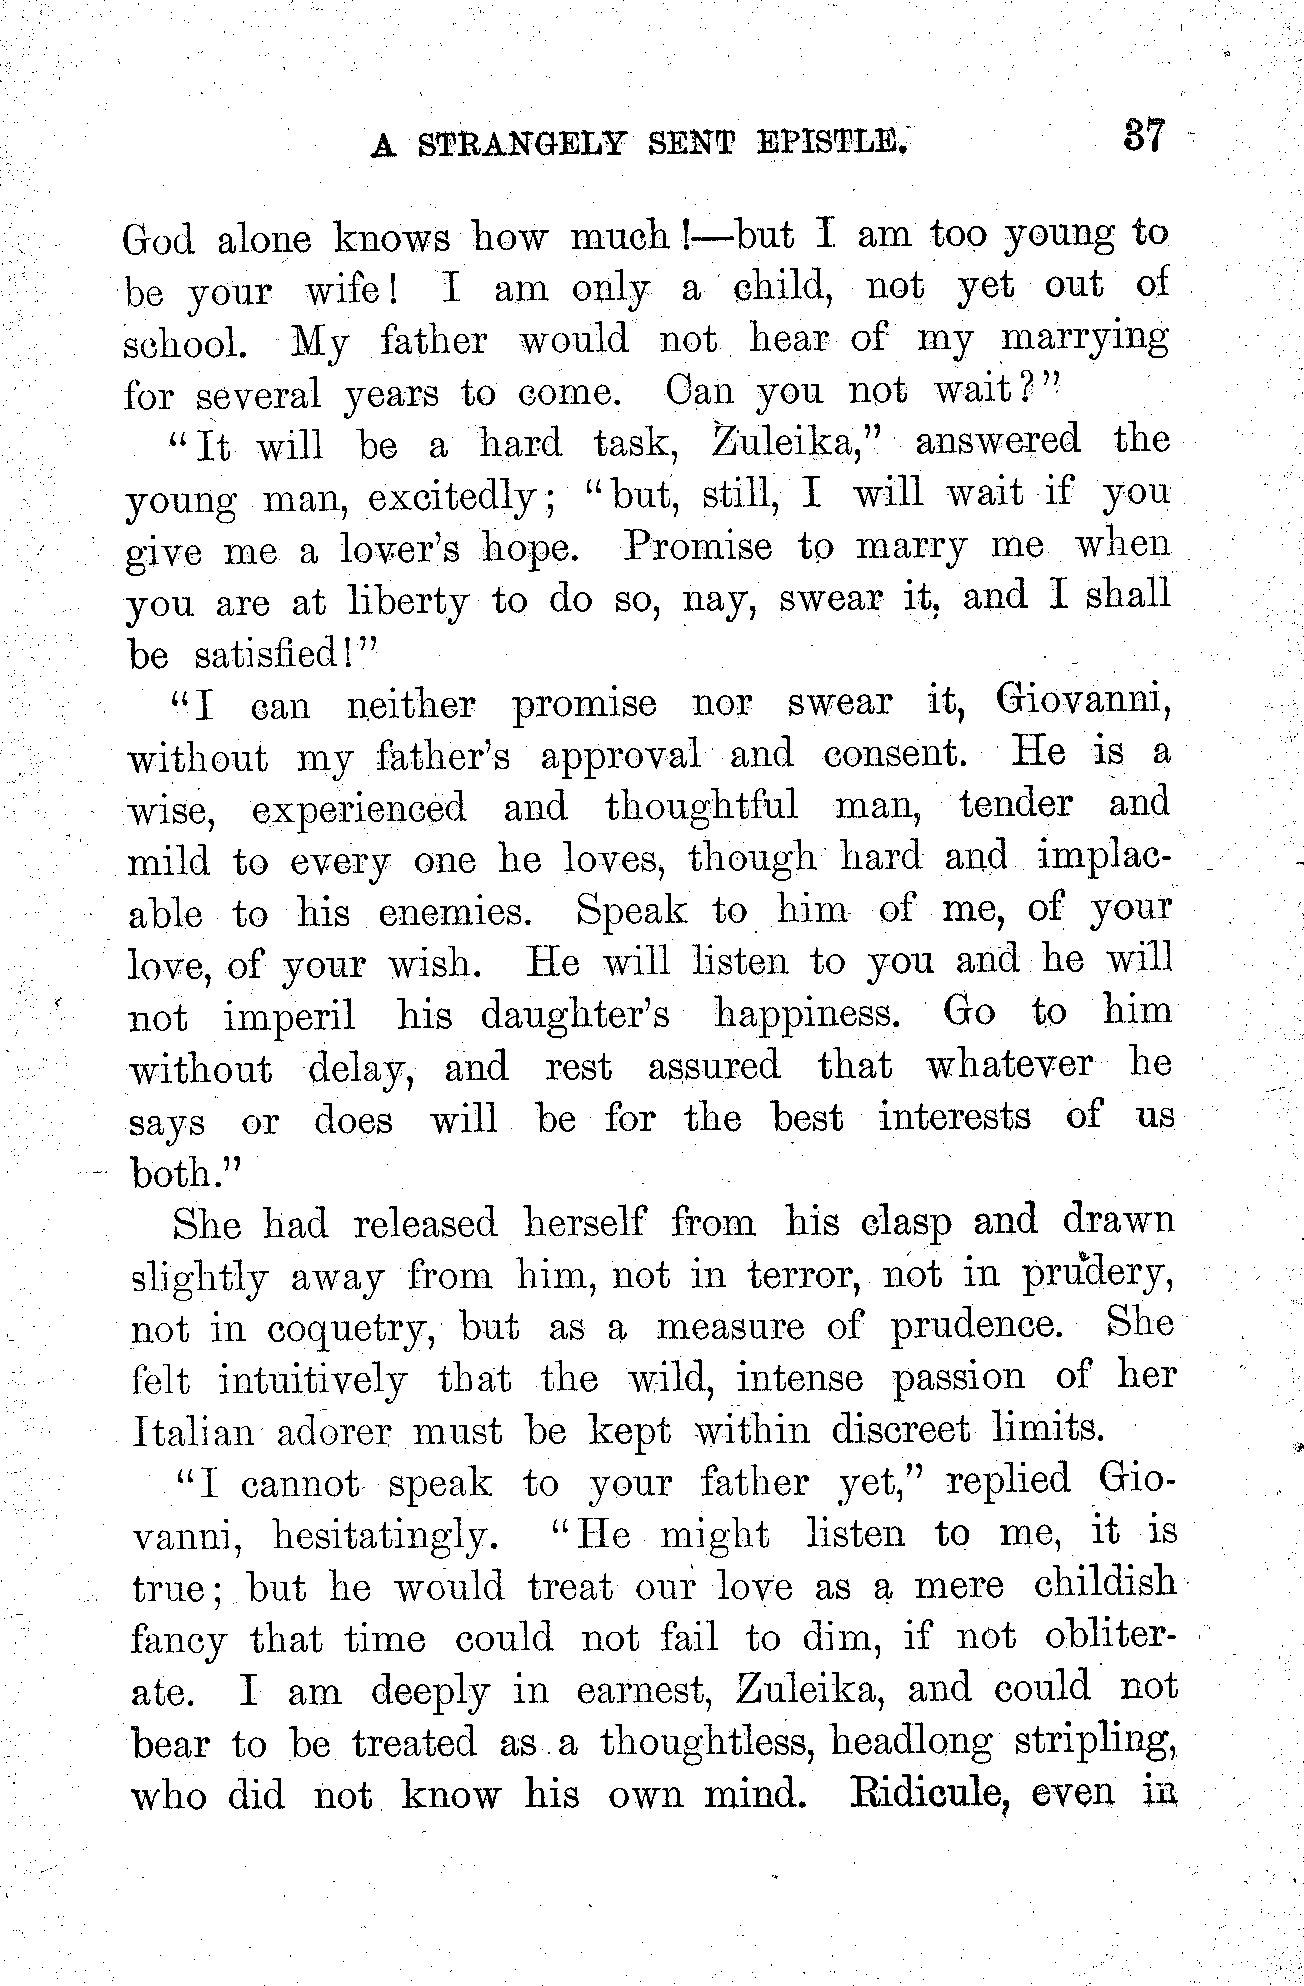 A STRANGELY SENT EPISTLE. 37
God alone knows how much!—but I am too young to
be your wife! I am only a child, not yet out of
school. My father would not hear of my marrying
for several years to come. Can you not wait?"
"It will be a hard task, Zuleika," answered the
young man, excitedly; "but, still, I will wait if you
give me a lover's hope. Promise to marry me when
you are at liberty to do so, nay, swear it, and I shall
be satisfied!"
"I can neither promise nor swear it, Giovanni,
without my father's approval and consent. He is a
wise, experienced and thoughtful man, tender and
mild to every one he loves, though hard and implac-
able to his enemies. Speak to him of me, of your
love, of your wish. He will listen to you and he will
not imperil his daughter's happiness. Go to him
without delay, and rest assured that whatever he
says or does will be for the best interests of us
both."
She had released herself from his clasp and drawn
slightly away from him, not in terror, not in prudery,
not in coquetry, but as a measure of prudence. She
felt intuitively that the wild, intense passion of her
Italian adorer must be kept within discreet limits.
"I cannot speak to your father yet," replied Gio-
vanni, hesitatingly. "He might listen to me, it is
true; but he would treat our love as a mere childish
fancy that time could not fail to dim, if not obliter-
ate. I am deeply in earnest, Zuleika, and could not
bear to be treated as a thoughtless, headlong stripling,
who did not know his own mind. Ridicule, even in